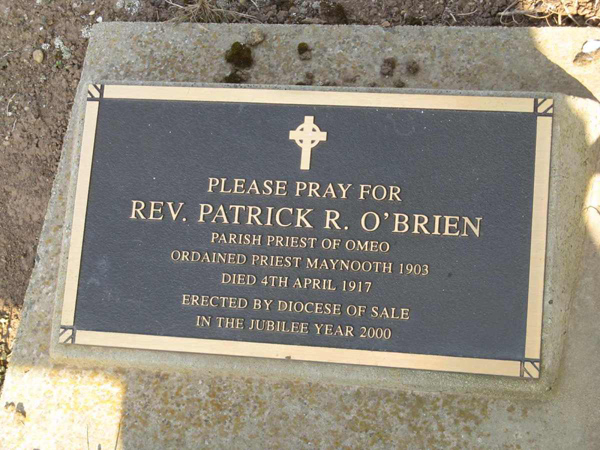 PLEASE PRAY FOR
REV. PATRICK R. O'BRIEN
PARISH PRIEST OF OMEO
ORDAINED PRIEST MAYNOOTH 1903
DIED 4TH APRIL 1917
ERECTED BY DIOCESE OF SALE
IN THE JUBILEE YEAR 2000